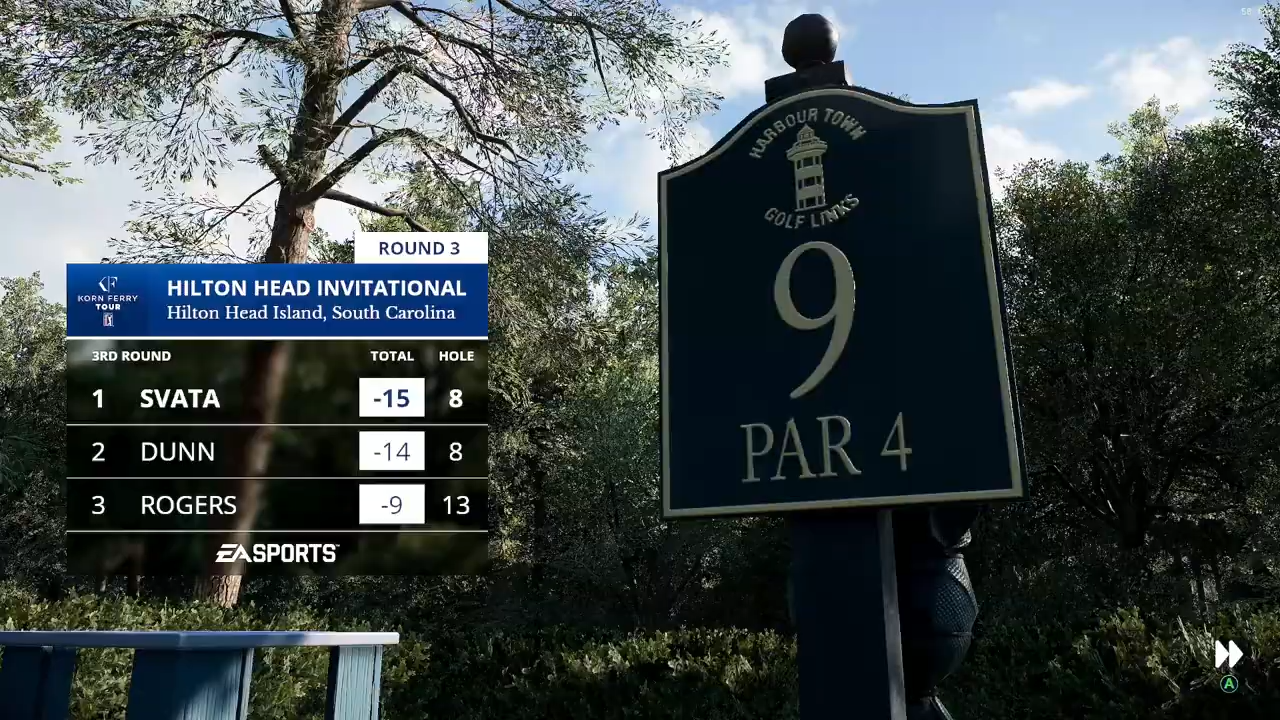 ROUND 3
KORN FERRY
TOUR
HILTON HEAD INVITATIONAL
Hilton Head Island, South Carolina
3RD ROUND TOTAL HOLE
1 SVATA -15 8
2 DUNN -14 8
3 ROGERS -9 13
EA SPORTS
HARBOUR TOWN
GOLF LINKS
9
PAR 4
A